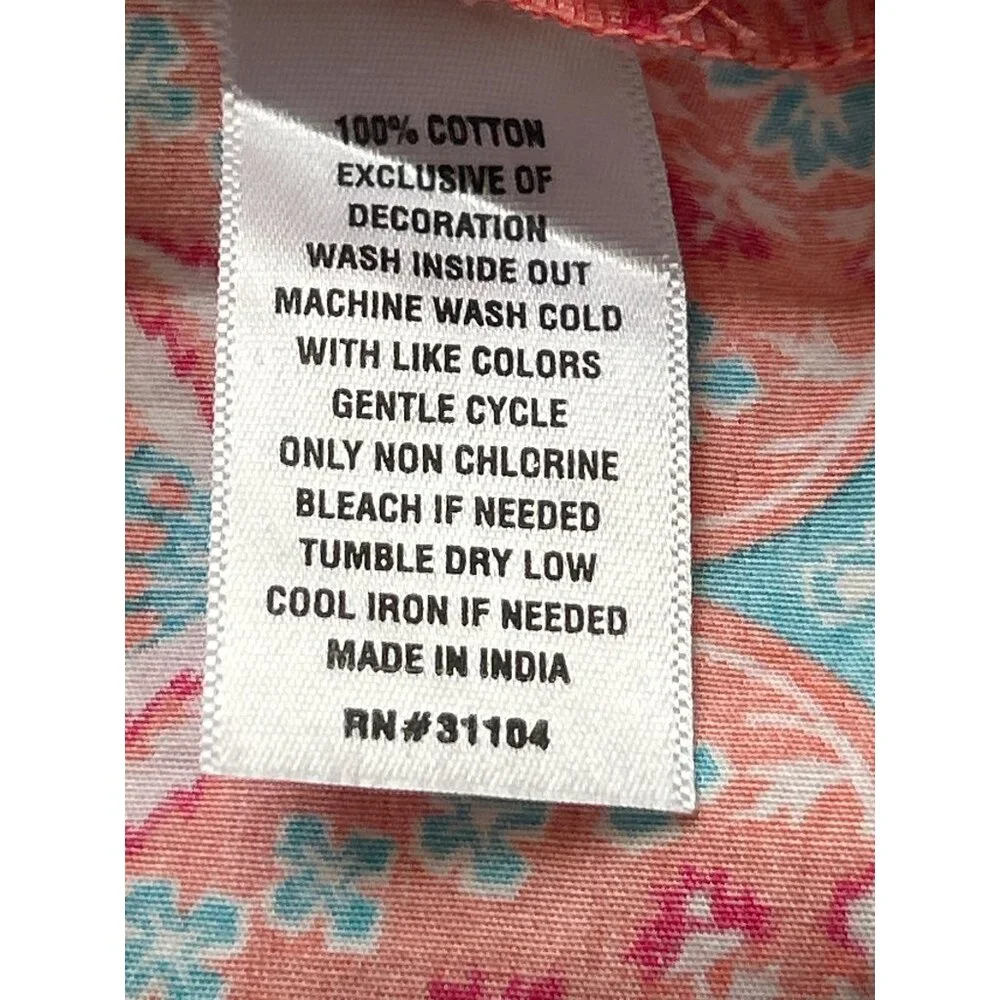 100% COTTON
EXCLUSIVE OF
DECORATION
WASH INSIDE OUT
MACHINE WASH COLD
WITH LIKE COLORS
GENTLE CYCLE
ONLY NON CHLORINE
BLEACH IF NEEDED
TUMBLE DRY LOW
COOL IRON IF NEEDED
MADE IN INDIA
RN#31104